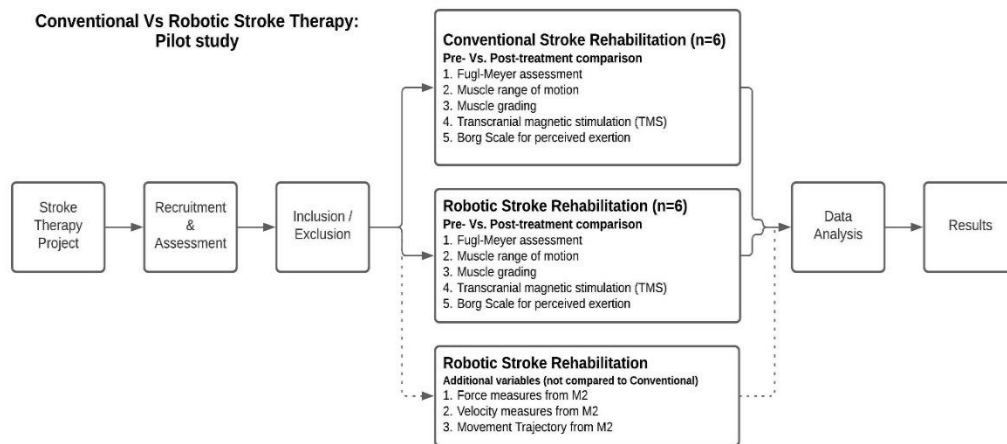 Conventional Vs Robotic Stroke Therapy:
Pilot study
Stroke
Therapy
Project
Recruitment
&
Assessment
Inclusion /
Exclusion
Conventional Stroke Rehabilitation (n=6)
Pre- Vs. Post-treatment comparison
1. Fugl-Meyer assessment
2. Muscle range of motion
3. Muscle grading
4. Transcranial magnetic stimulation (TMS)
5. Borg Scale for perceived exertion
Robotic Stroke Rehabilitation (n=6)
Pre- Vs. Post-treatment comparison
1. Fugl-Meyer assessment
2. Muscle range of motion
3. Muscle grading
4. Transcranial magnetic stimulation (TMS)
5. Borg Scale for perceived exertion
Robotic Stroke Rehabilitation
Additional variables (not compared to Conventional)
1. Force measures from M2
2. Velocity measures from M2
3. Movement Trajectory from M2
Data
Analysis
Results